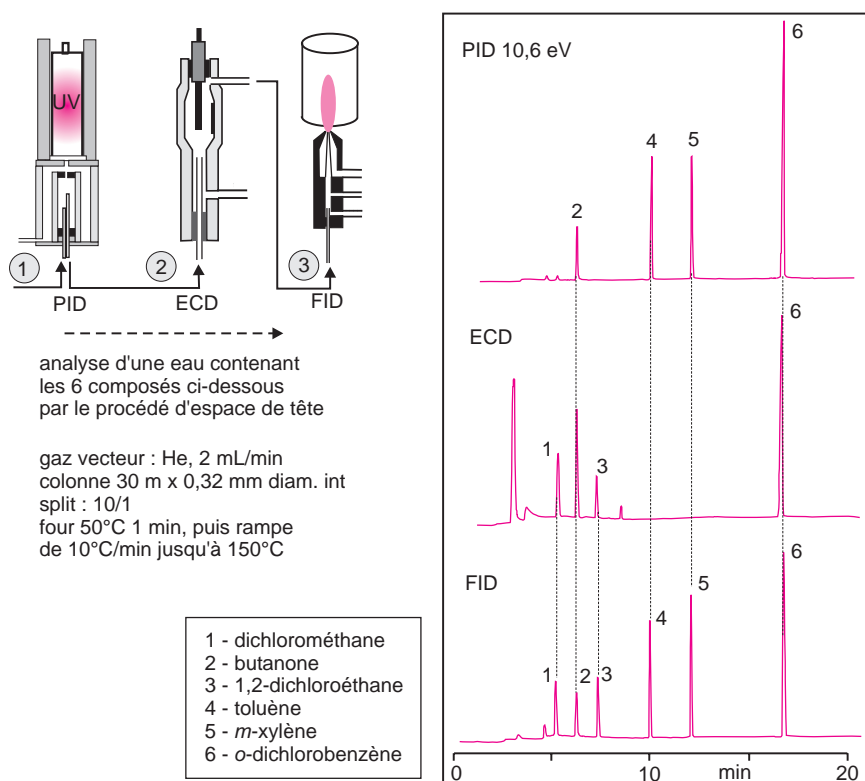 UV
1
2
3
PID
ECD
FID
analyse d'une eau contenant
les 6 composés ci-dessous
par le procédé d'espace de tête
gaz vecteur : He, 2 mL/min
colonne 30 m x 0,32 mm diam. int
split : 10/1
four 50°C 1 min, puis rampe
de 10°C/min jusqu'à 150°C
1 - dichlorométhane
2 - butanone
3 - 1,2-dichloroéthane
4 - toluène
5 - m-xylène
6 - o-dichlorobenzène
PID 10,6 eV
2
4
5
6
ECD
1
3
6
FID
1
2
3
4
5
6
0 10 min 20